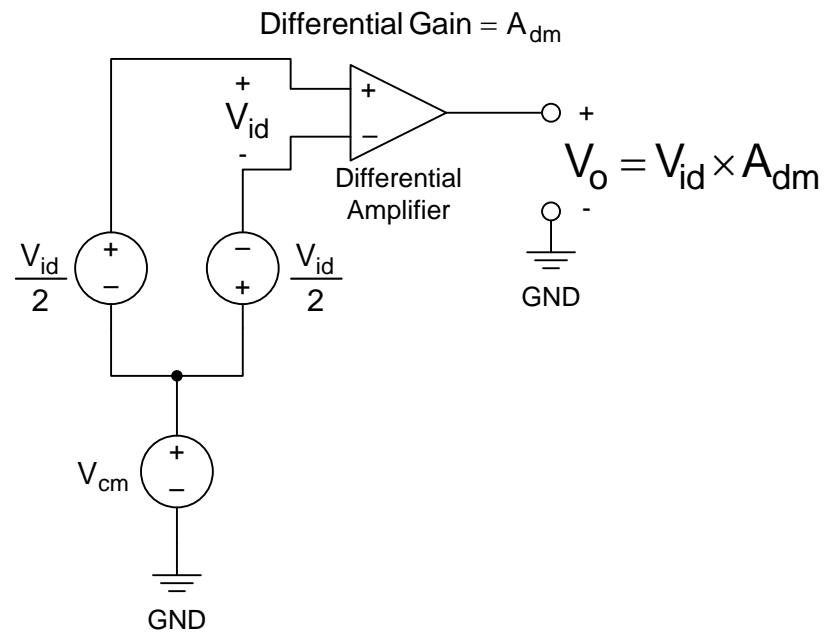 Differential Gain = A_dm
+
V_id
-
+
−
Differential
Amplifier
+
V_o = V_id × A_dm
-
GND
V_id
2
+
−
−
+
V_id
2
V_cm
+
−
GND